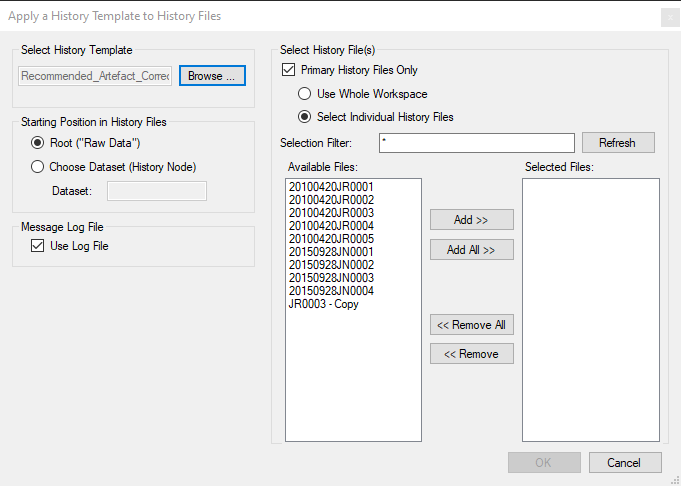 Apply a History Template to History Files
x
Select History Template
Recommended_Artefact_Correc
Browse ...
Starting Position in History Files
Root ("Raw Data")
Choose Dataset (History Node)
Dataset:
Message Log File
Use Log File
Select History File(s)
Primary History Files Only
Use Whole Workspace
Select Individual History Files
Selection Filter:
*
Refresh
Available Files:
20100420JR0001
20100420JR0002
20100420JR0003
20100420JR0004
20100420JR0005
20150928JN0001
20150928JN0002
20150928JN0003
20150928JN0004
JR0003 - Copy
Add >>
Add All >>
<< Remove All
<< Remove
Selected Files:
OK
Cancel